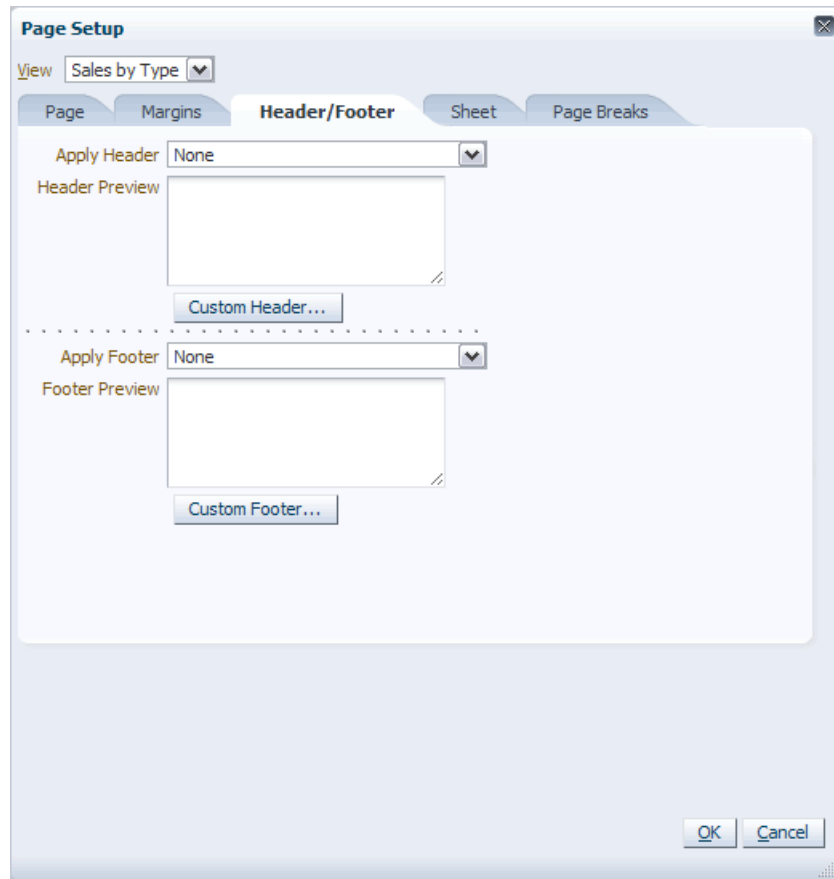 Page Setup
View Sales by Type
Page Margins Header/Footer Sheet Page Breaks
Apply Header None
Header Preview
Custom Header...
Apply Footer None
Footer Preview
Custom Footer...
OK Cancel